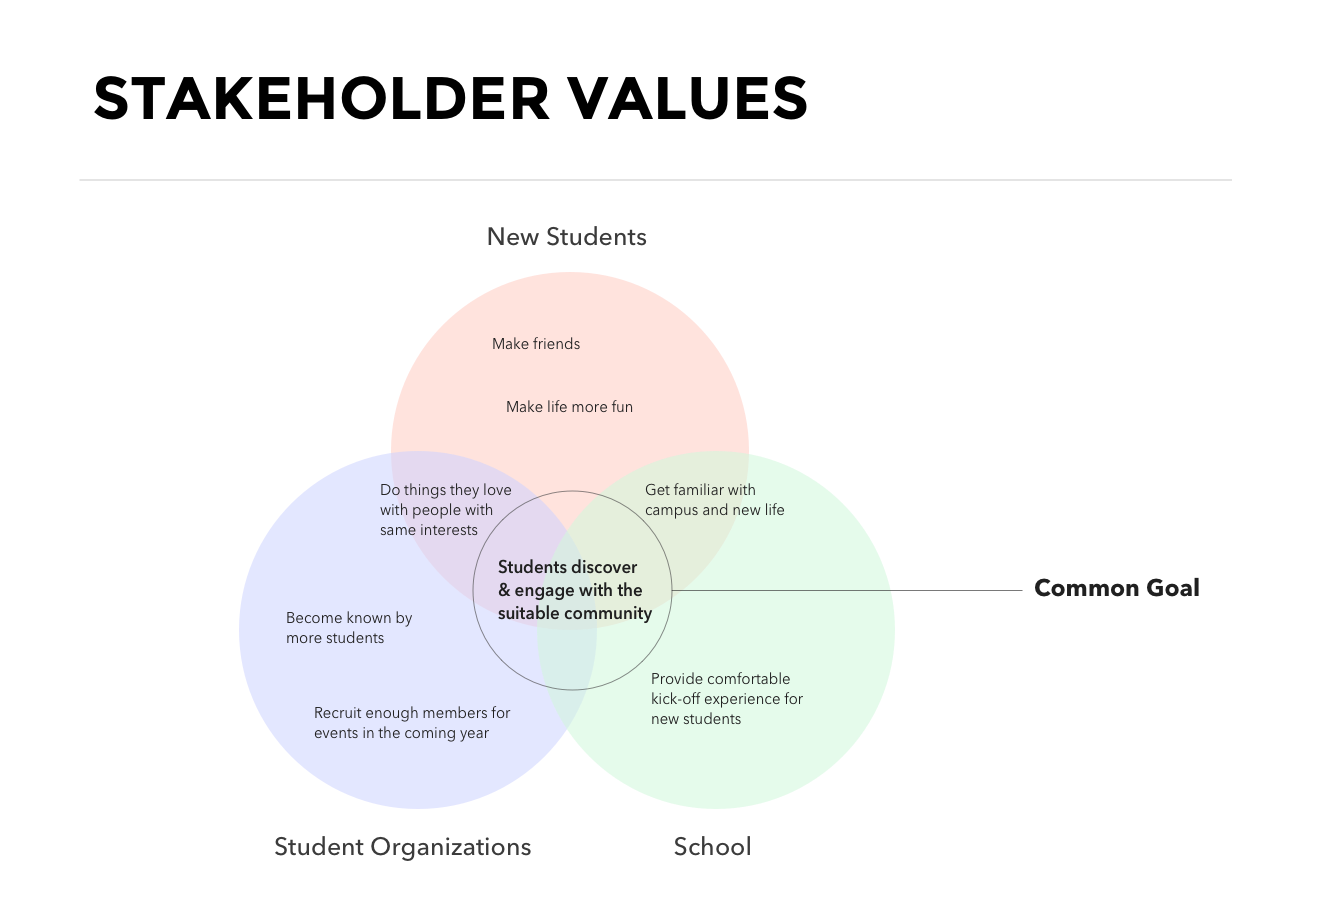 STAKEHOLDER VALUES
New Students
Make friends
Make life more fun
Do things they love
with people with
same interests
Get familiar with
campus and new life
Students discover
& engage with the
suitable community
Common Goal
Become known by
more students
Recruit enough members for
events in the coming year
Provide comfortable
kick-off experience for
new students
Student Organizations
School